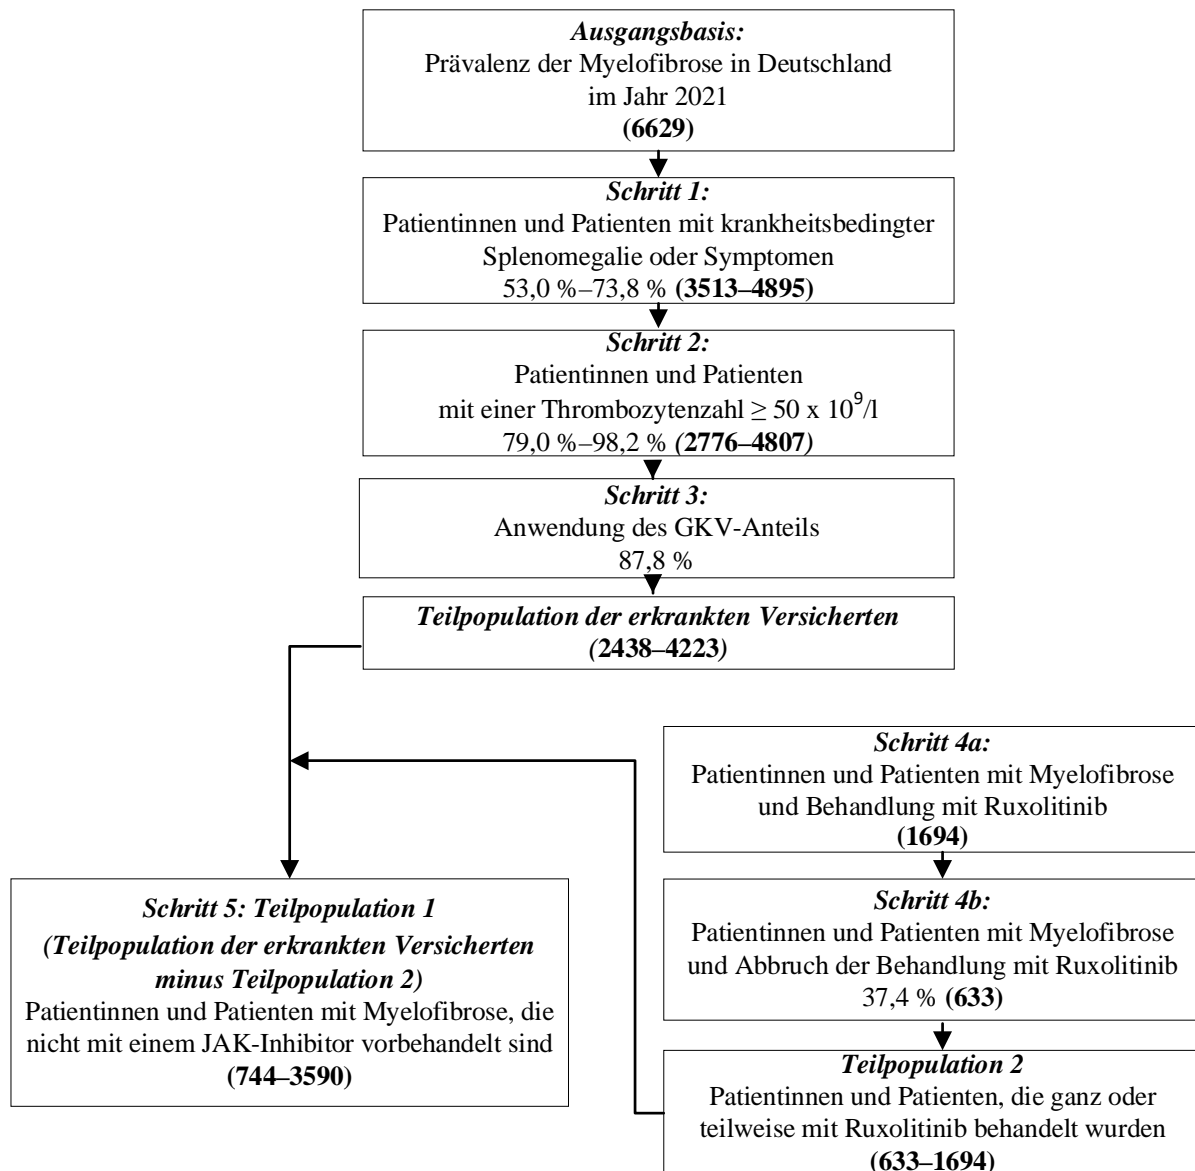 Ausgangsbasis:
Prävalenz der Myelofibrose in Deutschland
im Jahr 2021
(6629)
Schritt 1:
Patientinnen und Patienten mit krankheitsbedingter
Splenomegalie oder Symptomen
53,0 %–73,8 % (3513–4895)
Schritt 2:
Patientinnen und Patienten
mit einer Thrombozytenzahl ≥ 50 x 10⁹/l
79,0 %–98,2 % (2776–4807)
Schritt 3:
Anwendung des GKV-Anteils
87,8 %
Teilpopulation der erkrankten Versicherten
(2438–4223)
Schritt 4a:
Patientinnen und Patienten mit Myelofibrose
und Behandlung mit Ruxolitinib
(1694)
Schritt 4b:
Patientinnen und Patienten mit Myelofibrose
und Abbruch der Behandlung mit Ruxolitinib
37,4 % (633)
Teilpopulation 2
Patientinnen und Patienten, die ganz oder
teilweise mit Ruxolitinib behandelt wurden
(633–1694)
Schritt 5: Teilpopulation 1
(Teilpopulation der erkrankten Versicherten
minus Teilpopulation 2)
Patientinnen und Patienten mit Myelofibrose, die
nicht mit einem JAK-Inhibitor vorbehandelt sind
(744–3590)